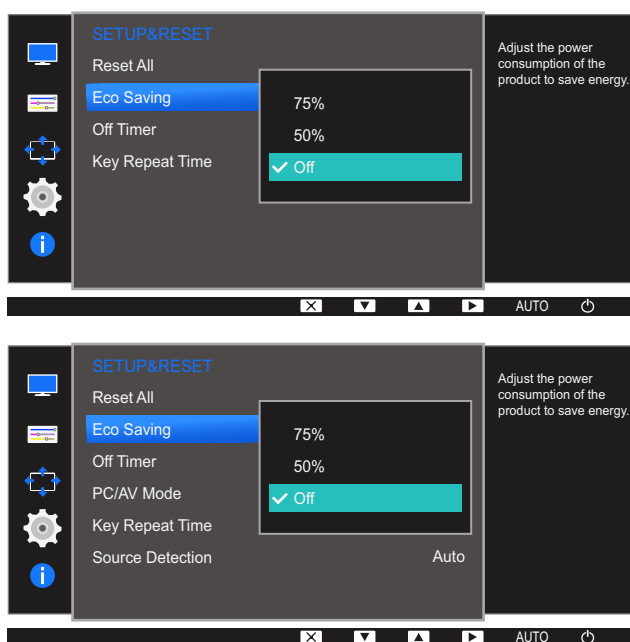 SETUP&RESET
Reset All
Eco Saving
Off Timer
Key Repeat Time
75%
50%
Off
Adjust the power
consumption of the
product to save energy.
AUTO
SETUP&RESET
Reset All
Eco Saving
Off Timer
PC/AV Mode
Key Repeat Time
Source Detection
Auto
75%
50%
Off
Adjust the power
consumption of the
product to save energy.
AUTO